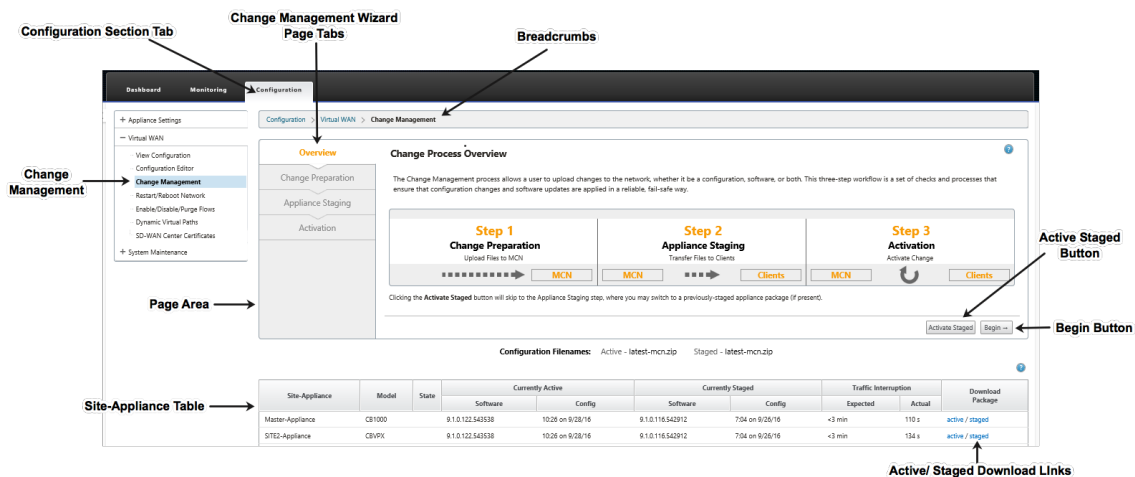 Change Management Wizard
Page Tabs
Configuration Section Tab
Breadcrumbs
Dashboard Monitoring Configuration
+ Appliance Settings
− Virtual WAN
View Configuration
Configuration Editor
Change Management
Restart/Reboot Network
Enable/Disable/Purge Flows
Dynamic Virtual Paths
SD-WAN Center Certificates
+ System Maintenance
Change
Management
Configuration > Virtual WAN > Change Management
Overview
Change Preparation
Appliance Staging
Activation
Page Area
Change Process Overview
The Change Management process allows a user to upload changes to the network, whether it be a configuration, software, or both. This three-step workflow is a set of checks and processes that
ensure that configuration changes and software updates are applied in a reliable, fail-safe way.
Step 1
Change Preparation
Upload Files to MCN
MCN
Step 2
Appliance Staging
Transfer Files to Clients
MCN Clients
Step 3
Activation
Activate Change
MCN Clients
Clicking the Activate Staged button will skip to the Appliance Staging step, where you may switch to a previously-staged appliance package (if present).
Activate Staged Begin →
Active Staged
Button
Begin Button
Configuration Filenames: Active - latest-mcn.zip Staged - latest-mcn.zip
Site-Appliance Table
Site-Appliance Model State Currently Active Currently Staged Traffic Interruption Download Package
Software Config Software Config Expected Actual
Master-Appliance CB1000 9.1.0.122.543538 10:26 on 9/28/16 9.1.0.116.542912 7:04 on 9/26/16 <3 min 110 s active / staged
SITE2-Appliance CBVPX 9.1.0.122.543538 10:26 on 9/28/16 9.1.0.116.542912 7:04 on 9/26/16 <3 min 134 s active / staged
Active/ Staged Download LInks